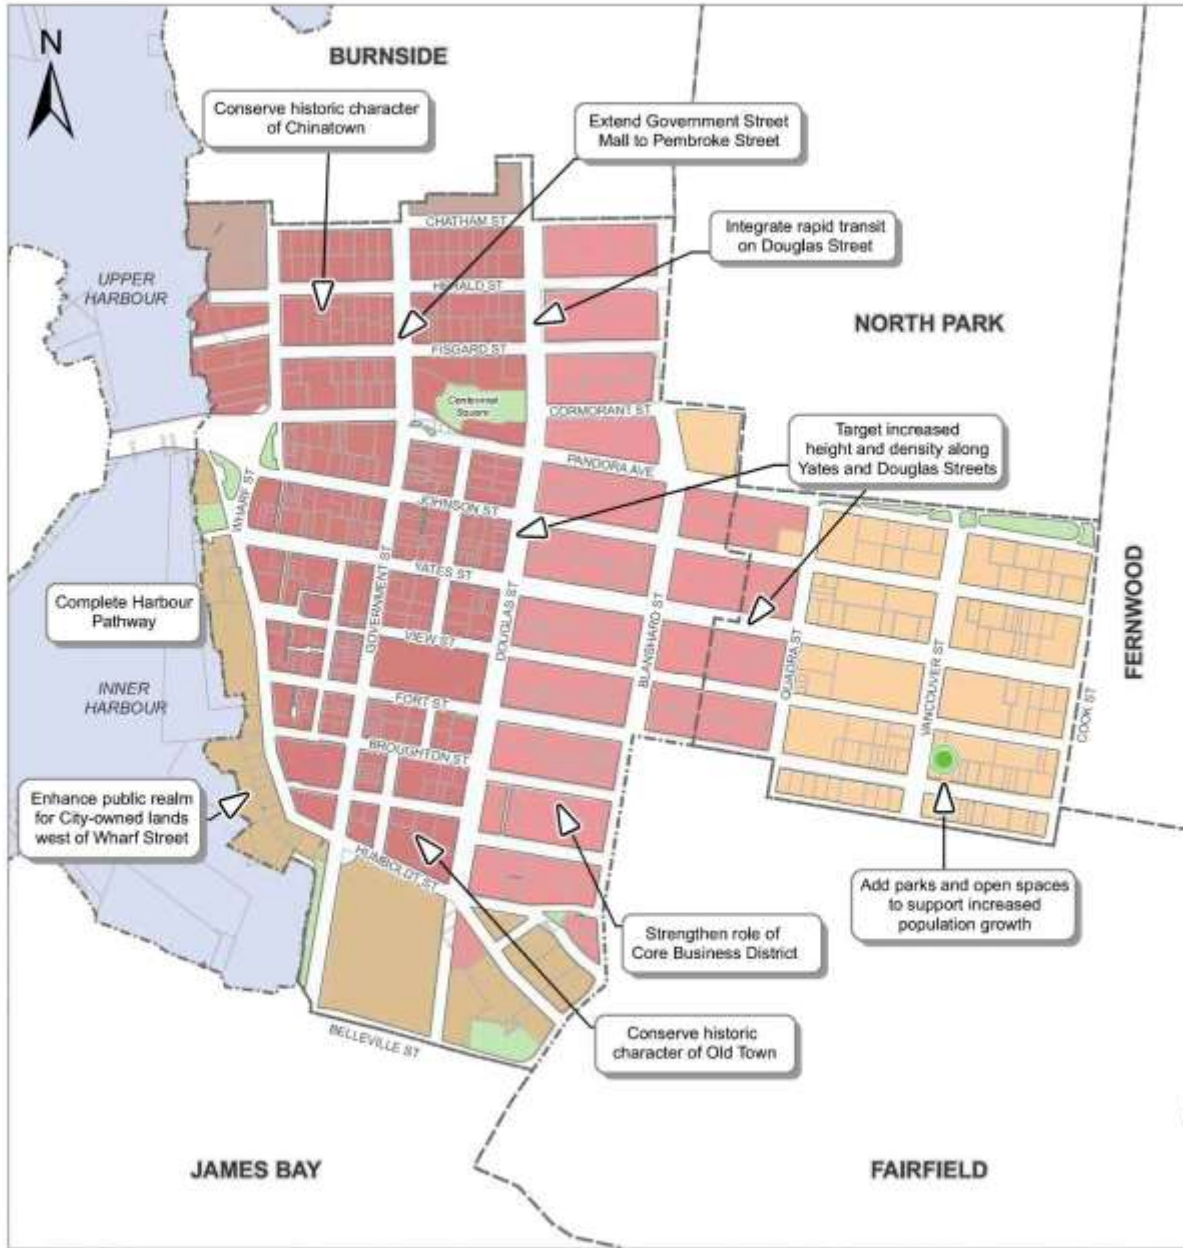 N
BURNSIDE
Conserve historic character
of Chinatown
Extend Government Street
Mall to Pembroke Street
Integrate rapid transit
on Douglas Street
CHATHAM ST
UPPER
HARBOUR
HERALD ST
NORTH PARK
FISGARD ST
Centennial
Square
CORMORANT ST
Target increased
height and density along
Yates and Douglas Streets
PANDORA AVE
WHARF ST
JOHNSON ST
YATES ST
GOVERNMENT ST
DOUGLAS ST
VIEW ST
BLANSHARD ST
QUADRA ST
VANCOUVER ST
COOK ST
FERNWOOD
Complete Harbour
Pathway
INNER
HARBOUR
FORT ST
BROUGHTON ST
Enhance public realm
for City-owned lands
west of Wharf Street
HUMBOLDT ST
Add parks and open spaces
to support increased
population growth
Strengthen role of
Core Business District
Conserve historic
character of Old Town
BELLEVILLE ST
JAMES BAY
FAIRFIELD